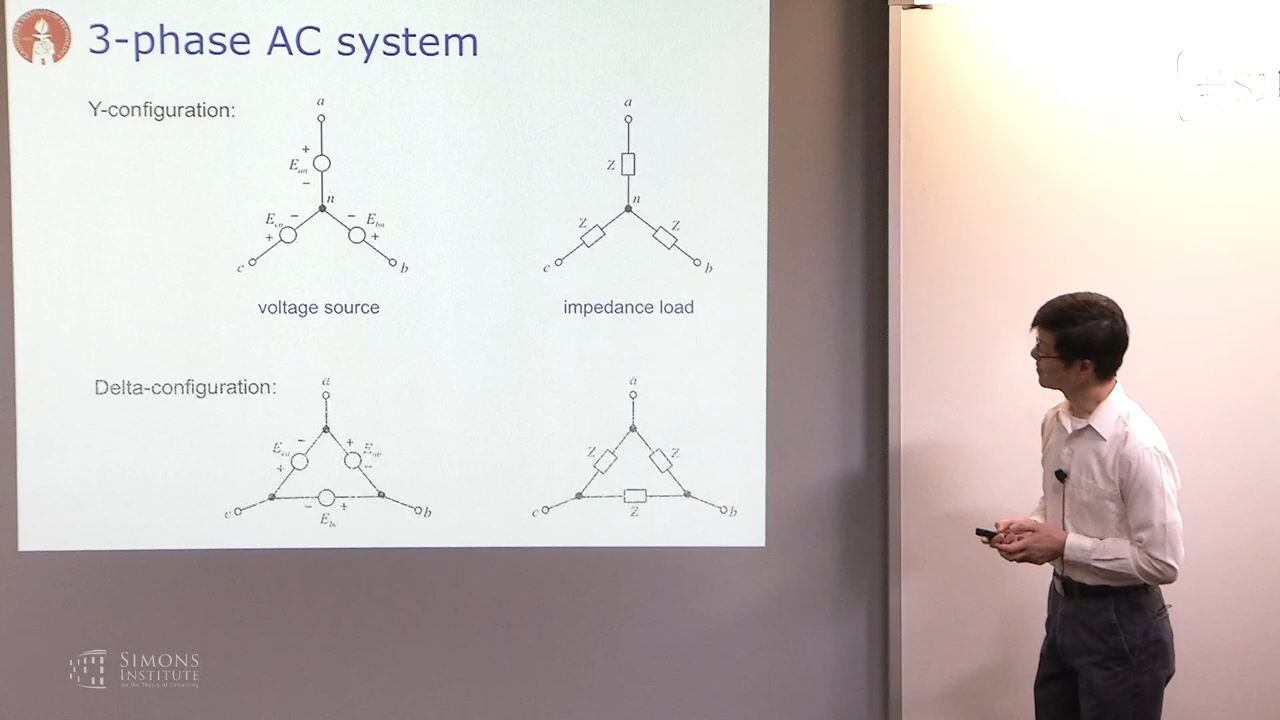 3-phase AC system
Y-configuration:
a
a
+
E_an
Z
−
n
n
E_cn
−
−
E_bn
Z
Z
+
+
c
b
c
b
voltage source
impedance load
Delta-configuration:
a
a
E_ca
−
+
E_ab
Z
Z
+
−
−
+
c
b
c
b
E_bc
Z
SIMONS
INSTITUTE
for the Theory of Computing